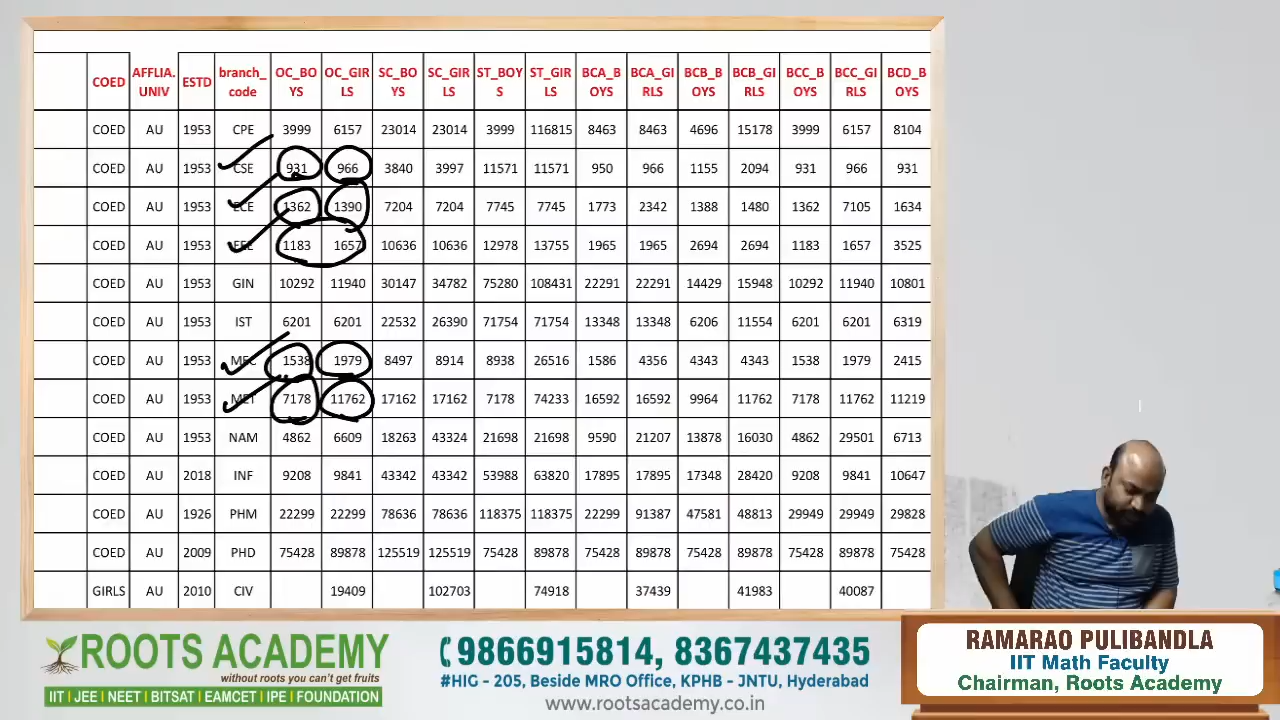 COED AFFLIA. UNIV ESTD branch_code OC_BOYS OC_GIRLS SC_BOYS SC_GIRLS ST_BOYS ST_GIRLS BCA_BOYS BCA_GIRLS BCB_BOYS BCB_GIRLS BCC_BOYS BCC_GIRLS BCD_BOYS
COED AU 1953 CPE 3999 6157 23014 23014 3999 116815 8463 8463 4696 15178 3999 6157 8104
COED AU 1953 CSE 931 966 3840 3997 11571 11571 950 966 1155 2094 931 966 931
COED AU 1953 ECE 1362 1390 7204 7204 7745 7745 1773 2342 1388 1480 1362 7105 1634
COED AU 1953 EEE 1183 1657 10636 10636 12978 13755 1965 1965 2694 2694 1183 1657 3525
COED AU 1953 GIN 10292 11940 30147 34782 75280 108431 22291 22291 14429 15948 10292 11940 10801
COED AU 1953 IST 6201 6201 22532 26390 71754 71754 13348 13348 6206 11554 6201 6201 6319
COED AU 1953 MEC 1538 1979 8497 8914 8938 26516 1586 4356 4343 4343 1538 1979 2415
COED AU 1953 MET 7178 11762 17162 17162 7178 74233 16592 16592 9964 11762 7178 11762 11219
COED AU 1953 NAM 4862 6609 18263 43324 21698 21698 9590 21207 13878 16030 4862 29501 6713
COED AU 2018 INF 9208 9841 43342 43342 53988 63820 17895 17895 17348 28420 9208 9841 10647
COED AU 1926 PHM 22299 22299 78636 78636 118375 118375 22299 91387 47581 48813 29949 29949 29828
COED AU 2009 PHD 75428 89878 125519 125519 75428 89878 75428 89878 75428 89878 75428 89878 75428
GIRLS AU 2010 CIV 19409 102703 74918 37439 41983 40087
ROOTS ACADEMY
without roots you can't get fruits
IIT | JEE | NEET | BITSAT | EAMCET | IPE | FOUNDATION
9866915814, 8367437435
#HIG - 205, Beside MRO Office, KPHB - JNTU, Hyderabad
www.rootsacademy.co.in
RAMARAO PULIBANDLA
IIT Math Faculty
Chairman, Roots Academy